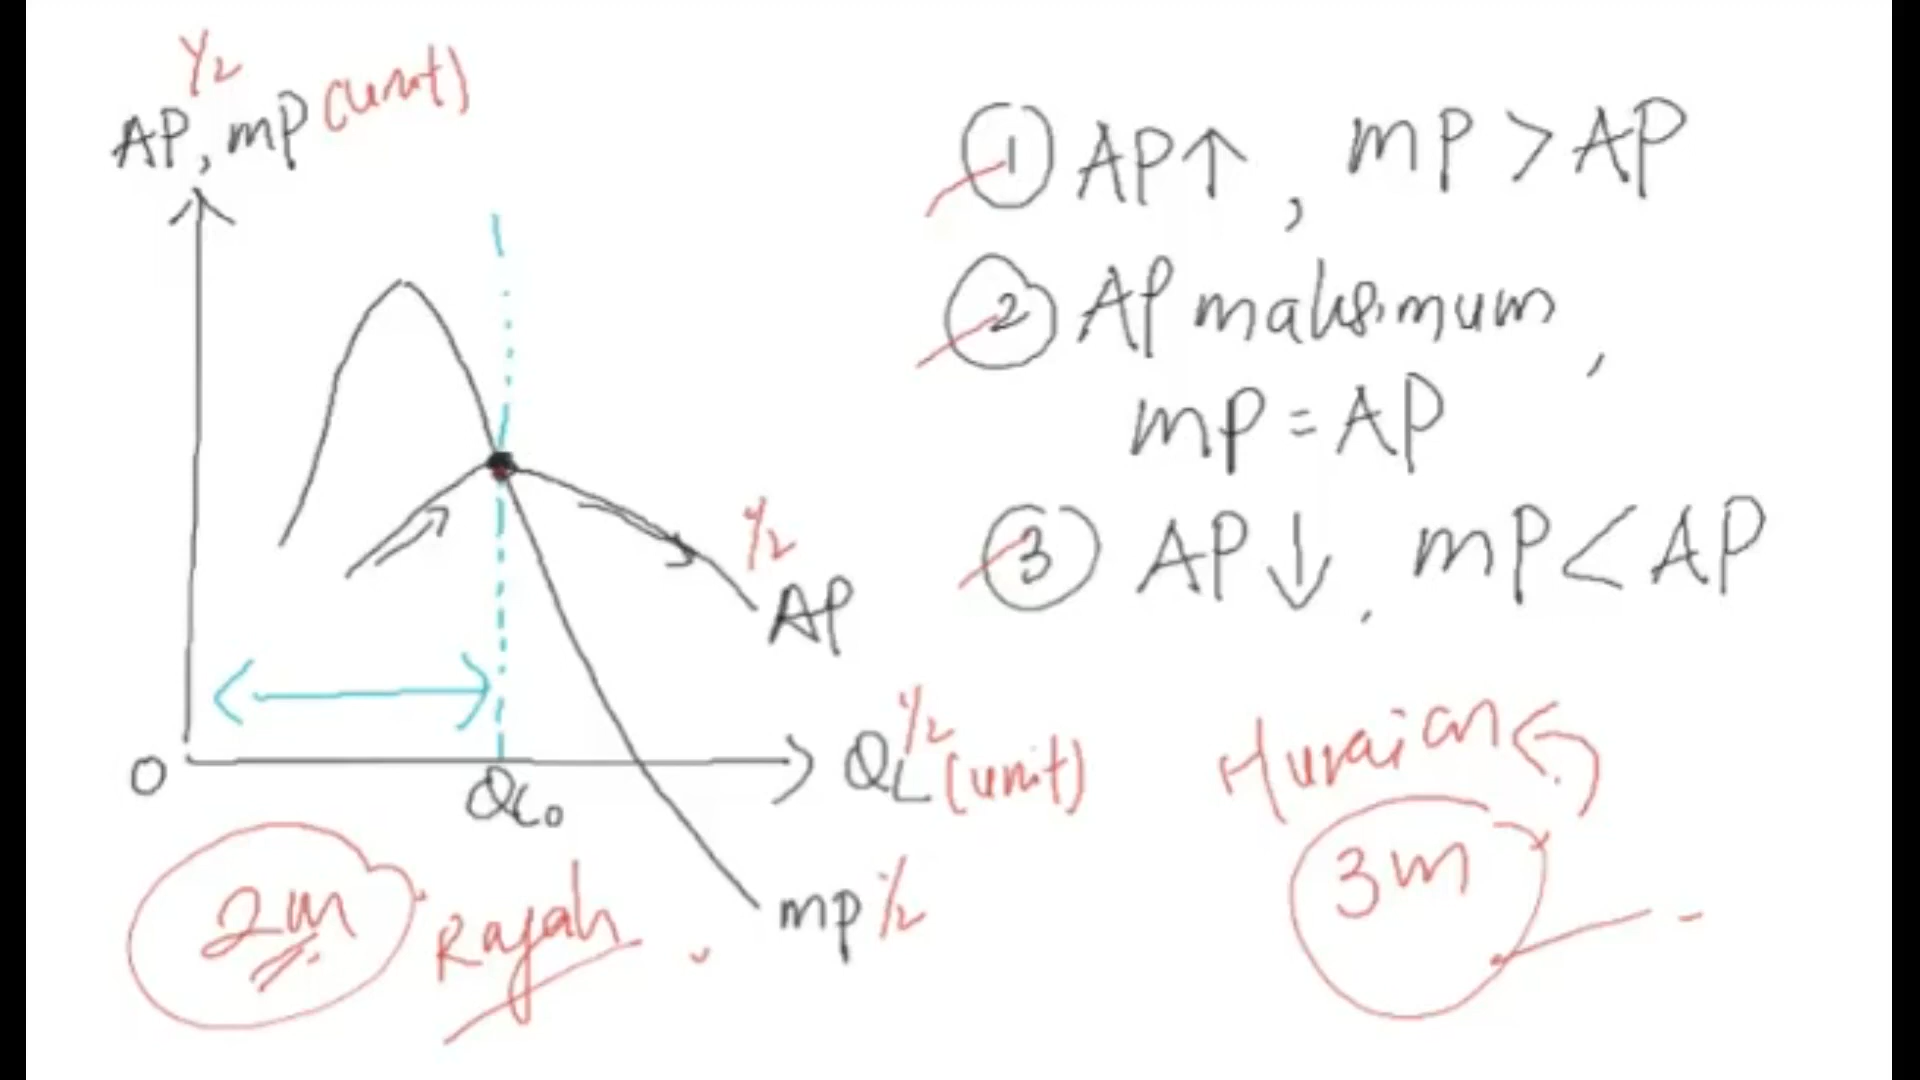 ½
AP, mp (unit)
① AP↑, mp > AP
② AP maksimum,
mp = AP
③ AP↓, mp < AP
½
AP
½
O
QL₀
QL (unit)
Huraian
3m
2m
Rajah
mp ½